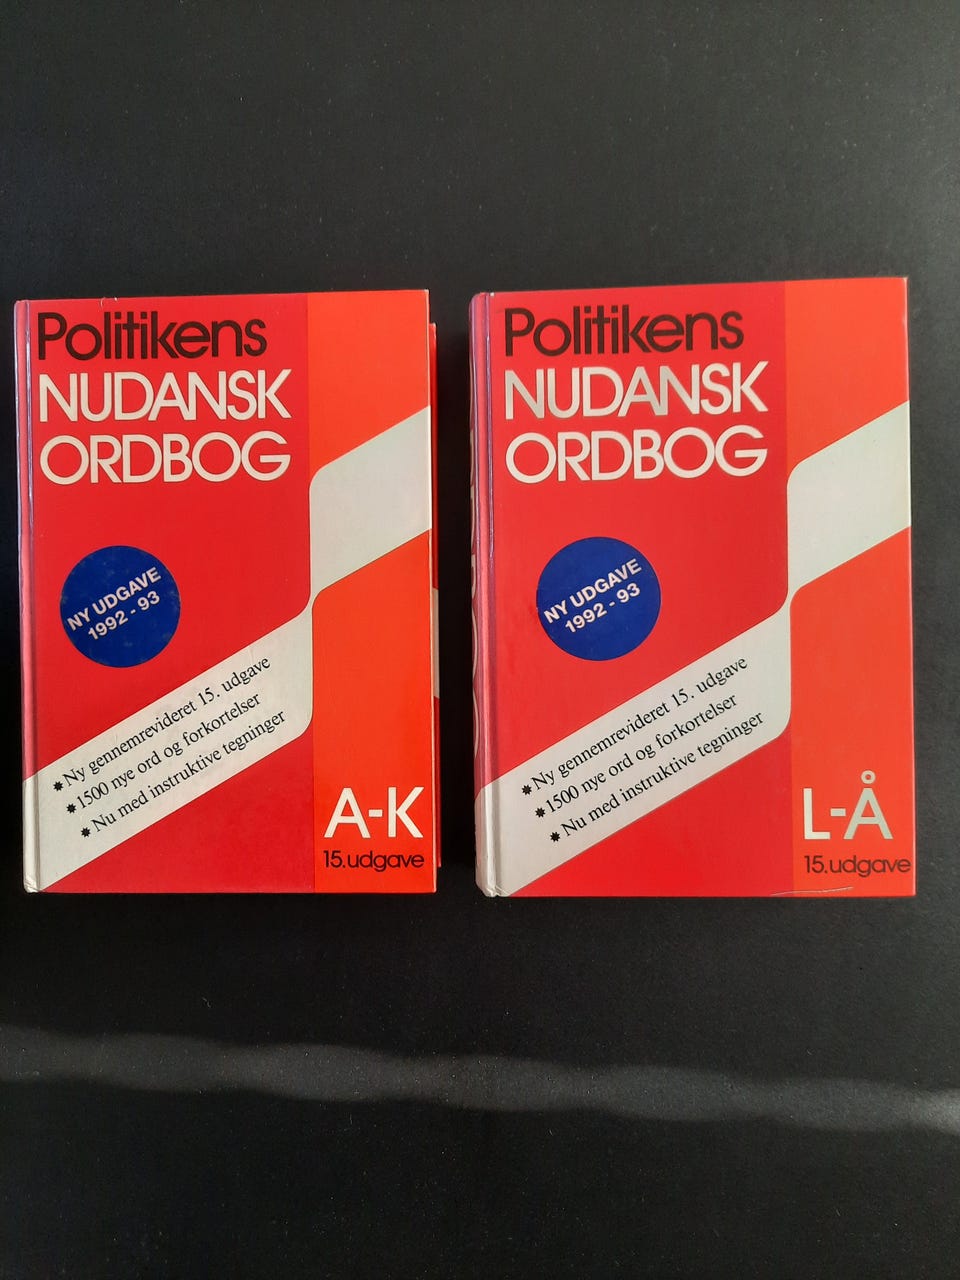 Politikens
NUDANSK
ORDBOG
NY UDGAVE
1992 - 93
✸ Ny gennemrevideret 15. udgave
✸ 1500 nye ord og forkortelser
✸ Nu med instruktive tegninger
A-K
15. udgave
Politikens
NUDANSK
ORDBOG
NY UDGAVE
1992 - 93
✸ Ny gennemrevideret 15. udgave
✸ 1500 nye ord og forkortelser
✸ Nu med instruktive tegninger
L-Å
15. udgave